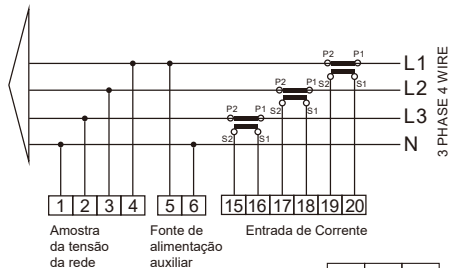 P2 P1
L1
P2 P1 S2 S1
L2
P2 P1 S2 S1
L3
S2 S1
N
3 PHASE 4 WIRE
1 2 3 4 5 6 15 16 17 18 19 20
Amostra
da tensão
da rede
Fonte de
alimentação
auxiliar
Entrada de Corrente